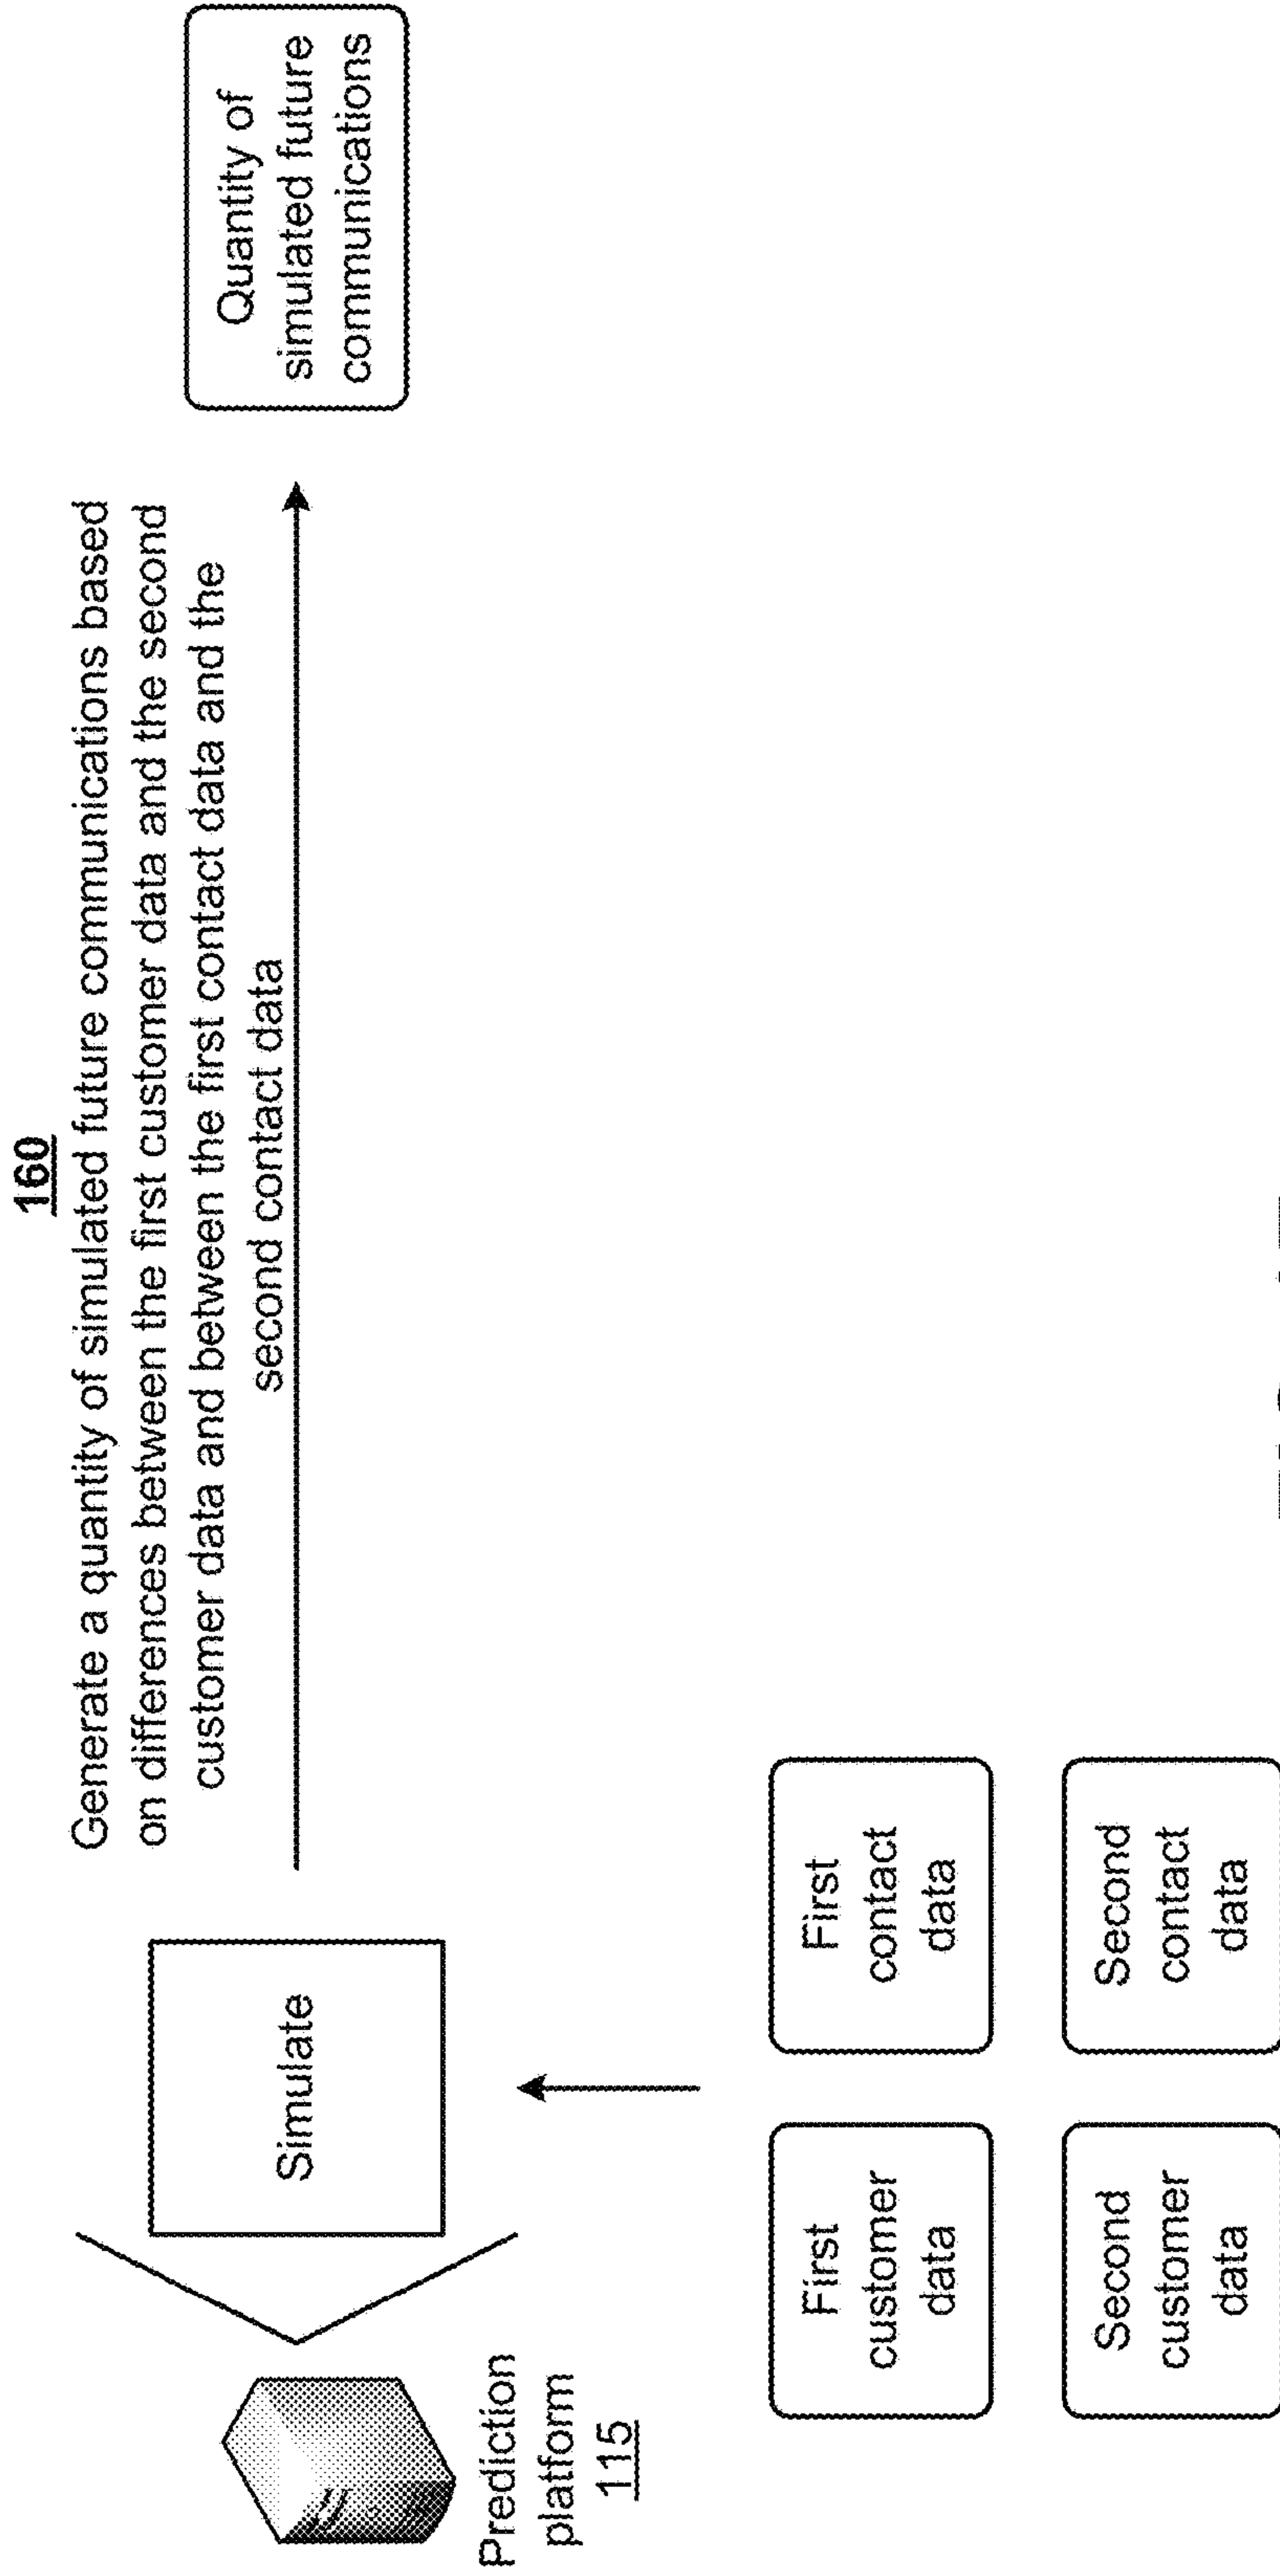 160
Generate a quantity of simulated future communications based
on differences between the first customer data and the second
customer data and between the first contact data and the
second contact data
Simulate
Quantity of
simulated future
communications
Prediction
platform
115
First
customer
data
First
contact
data
Second
customer
data
Second
contact
data